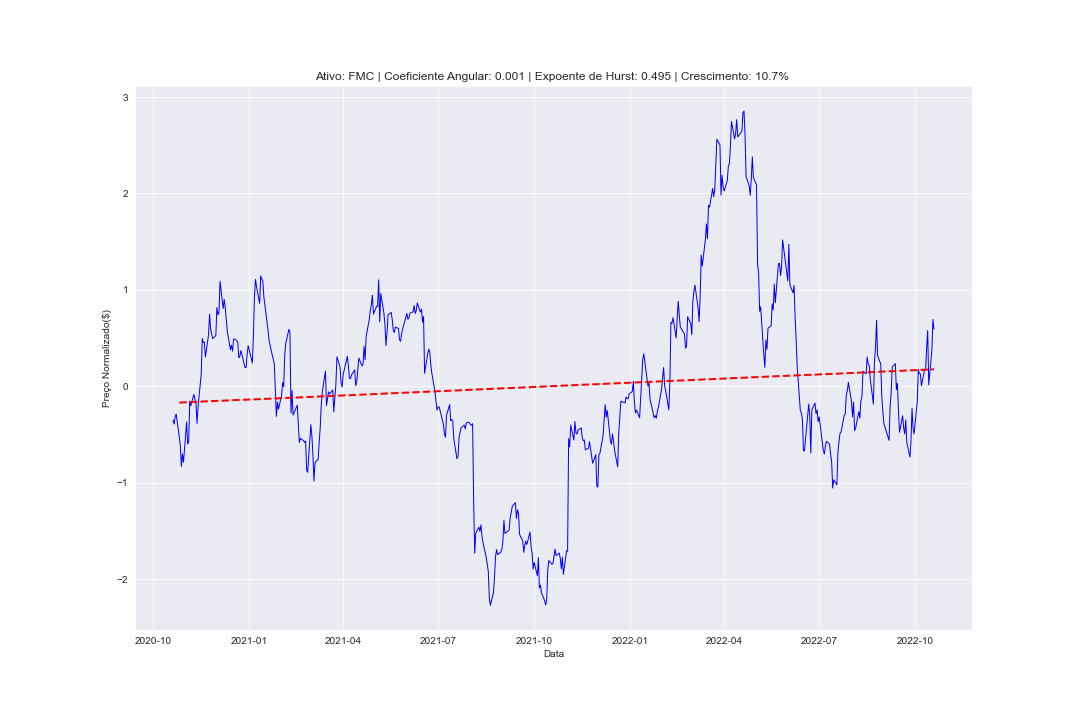 Ativo: FMC | Coeficiente Angular: 0.001 | Expoente de Hurst: 0.495 | Crescimento: 10.7%
Preço Normalizado($)
3
2
1
0
−1
−2
2020-10 2021-01 2021-04 2021-07 2021-10 2022-01 2022-04 2022-07 2022-10
Data